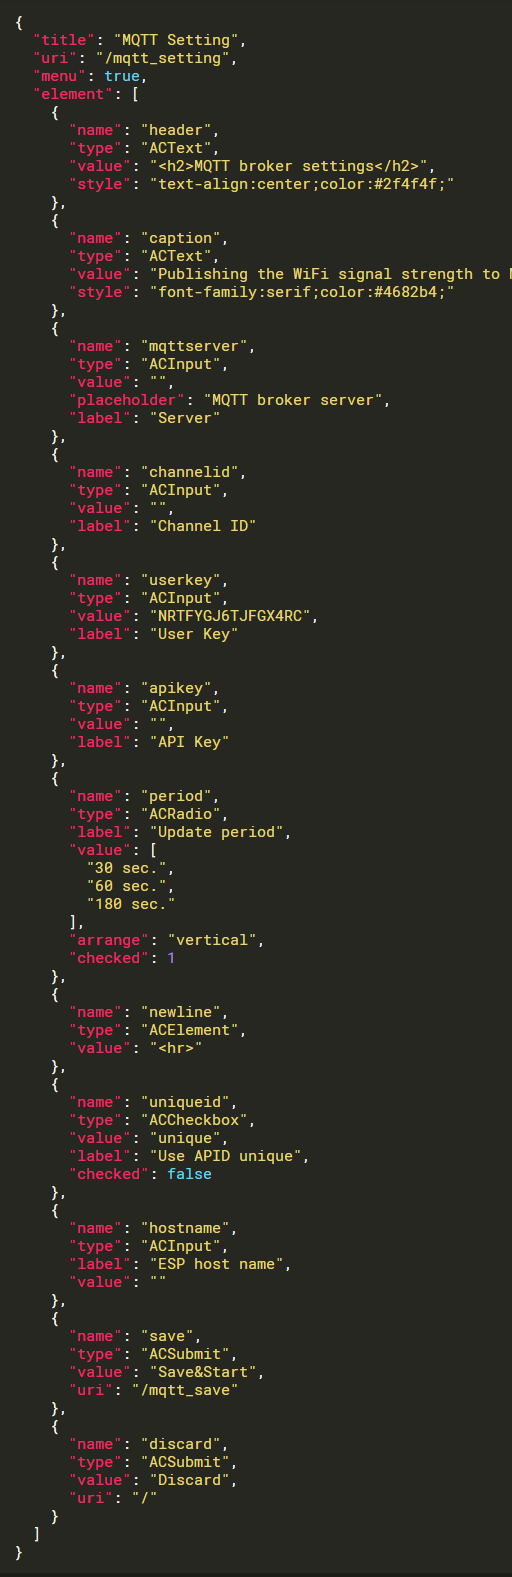 {
  "title": "MQTT Setting",
  "uri": "/mqtt_setting",
  "menu": true,
  "element": [
    {
      "name": "header",
      "type": "ACText",
      "value": "<h2>MQTT broker settings</h2>",
      "style": "text-align:center;color:#2f4f4f;"
    },
    {
      "name": "caption",
      "type": "ACText",
      "value": "Publishing the WiFi signal strength to
      "style": "font-family:serif;color:#4682b4;"
    },
    {
      "name": "mqttserver",
      "type": "ACInput",
      "value": "",
      "placeholder": "MQTT broker server",
      "label": "Server"
    },
    {
      "name": "channelid",
      "type": "ACInput",
      "value": "",
      "label": "Channel ID"
    },
    {
      "name": "userkey",
      "type": "ACInput",
      "value": "NRTFYGJ6TJFGX4RC",
      "label": "User Key"
    },
    {
      "name": "apikey",
      "type": "ACInput",
      "value": "",
      "label": "API Key"
    },
    {
      "name": "period",
      "type": "ACRadio",
      "label": "Update period",
      "value": [
        "30 sec.",
        "60 sec.",
        "180 sec."
      ],
      "arrange": "vertical",
      "checked": 1
    },
    {
      "name": "newline",
      "type": "ACElement",
      "value": "<hr>"
    },
    {
      "name": "uniqueid",
      "type": "ACCheckbox",
      "value": "unique",
      "label": "Use APID unique",
      "checked": false
    },
    {
      "name": "hostname",
      "type": "ACInput",
      "label": "ESP host name",
      "value": ""
    },
    {
      "name": "save",
      "type": "ACSubmit",
      "value": "Save&Start",
      "uri": "/mqtt_save"
    },
    {
      "name": "discard",
      "type": "ACSubmit",
      "value": "Discard",
      "uri": "/"
    }
  ]
}